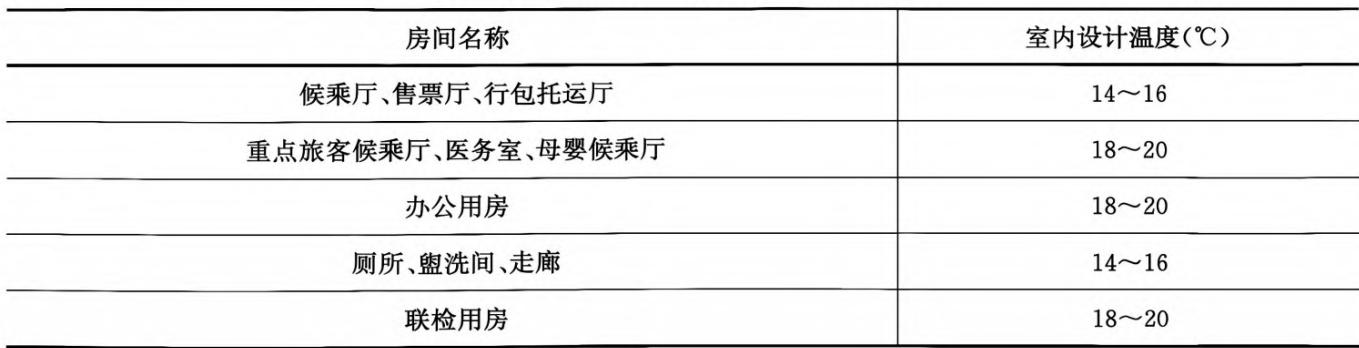 房间名称 室内设计温度(℃)
候乘厅、售票厅、行包托运厅 14～16
重点旅客候乘厅、医务室、母婴候乘厅 18～20
办公用房 18～20
厕所、盥洗间、走廊 14～16
联检用房 18～20